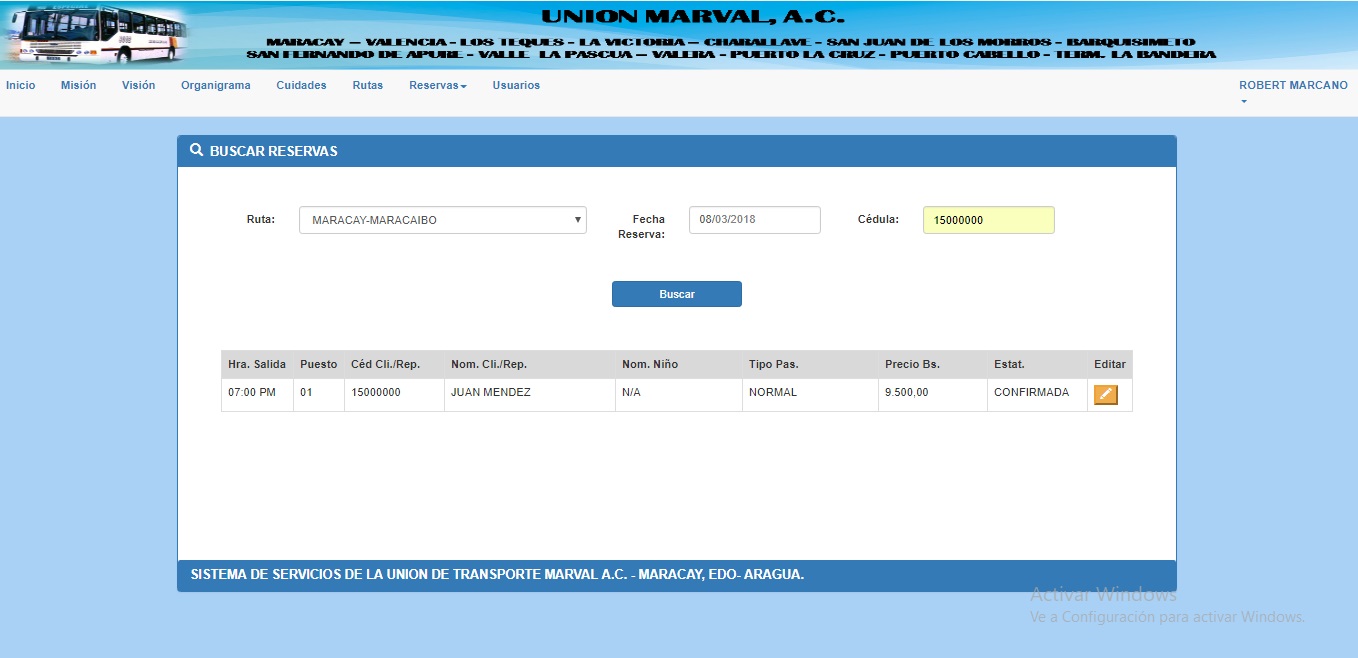 UNION MARVAL, A.C.
MARACAY – VALENCIA - LOS TEQUES - LA VICTORIA – CHARALLAVE - SAN JUAN DE LOS MORROS - BARQUISIMETO
SAN FERNANDO DE APURE - VALLE LA PASCUA – VALERA - PUERTO LA CRUZ - PUERTO CABELLO - TERM. LA BANDERA
Inicio Misión Visión Organigrama Cuidades Rutas Reservas Usuarios ROBERT MARCANO
BUSCAR RESERVAS
Ruta: MARACAY-MARACAIBO Fecha Reserva: 08/03/2018 Cédula: 15000000
Buscar
Hra. Salida Puesto Céd Cli./Rep. Nom. Cli./Rep. Nom. Niño Tipo Pas. Precio Bs. Estat. Editar
07:00 PM 01 15000000 JUAN MENDEZ N/A NORMAL 9.500,00 CONFIRMADA
SISTEMA DE SERVICIOS DE LA UNION DE TRANSPORTE MARVAL A.C. - MARACAY, EDO- ARAGUA.
Activar Windows
Ve a Configuración para activar Windows.